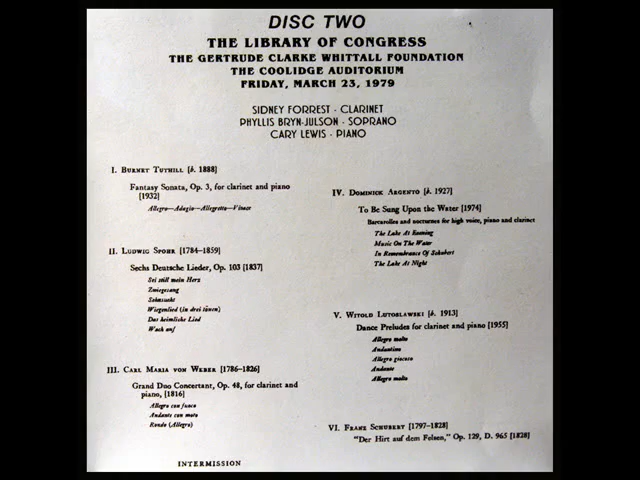 DISC TWO
THE LIBRARY OF CONGRESS
THE GERTRUDE CLARKE WHITTALL FOUNDATION
THE COOLIDGE AUDITORIUM
FRIDAY, MARCH 23, 1979
SIDNEY FORREST · CLARINET
PHYLLIS BRYN-JULSON · SOPRANO
CARY LEWIS · PIANO
I. BURNET TUTHILL [b. 1888]
Fantasy Sonata, Op. 3, for clarinet and piano
[1932]
Allegro—Adagio—Allegretto—Vivace
II. LUDWIG SPOHR [1784-1859]
Sechs Deutsche Lieder, Op. 103 [1837]
Sei still mein Herz
Zwiegesang
Sehnsucht
Wiegenlied (in drei tönen)
Das heimliche Lied
Wach auf
III. CARL MARIA VON WEBER [1786-1826]
Grand Duo Concertant, Op. 48, for clarinet and
piano, [1816]
Allegro con fuoco
Andante con moto
Rondo (Allegro)
INTERMISSION
IV. DOMINICK ARGENTO [b. 1927]
To Be Sung Upon the Water [1974]
Barcarolles and nocturnes for high voice, piano and clarinet
The Lake At Evening
Music On The Water
In Remembrance Of Schubert
The Lake At Night
V. WITOLD LUTOSLAWSKI [b. 1913]
Dance Preludes for clarinet and piano [1955]
Allegro molto
Andantino
Allegro giocoso
Andante
Allegro molto
VI. FRANZ SCHUBERT [1797-1828]
"Der Hirt auf dem Felsen," Op. 129, D. 965 [1828]